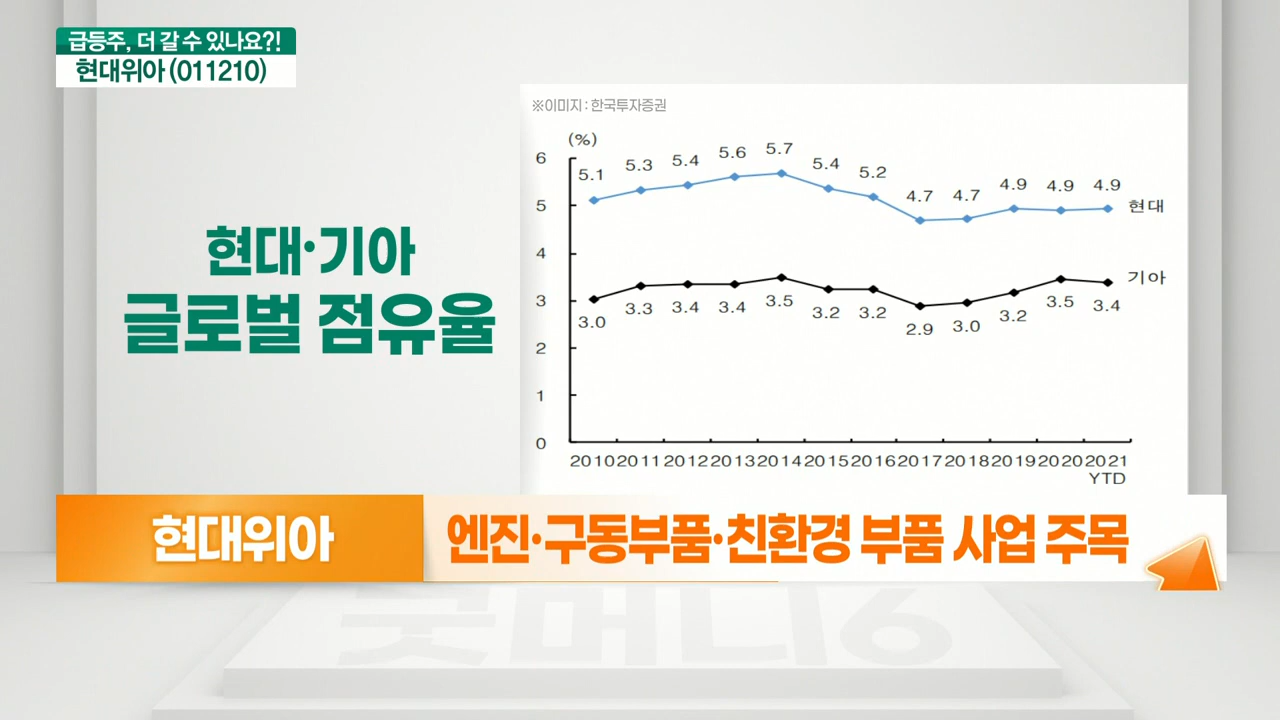 급등주, 더 갈 수 있나요?!
현대위아 (011210)
※이미지 : 한국투자증권
(%)
6
5
4
3
2
1
0
5.1 5.3 5.4 5.6 5.7 5.4 5.2 4.7 4.7 4.9 4.9 4.9
현대
기아
3.0 3.3 3.4 3.4 3.5 3.2 3.2 2.9 3.0 3.2 3.5 3.4
2010 2011 2012 2013 2014 2015 2016 2017 2018 2019 2020 2021
YTD
현대·기아
글로벌 점유율
현대위아
엔진·구동부품·친환경 부품 사업 주목
굿머니6